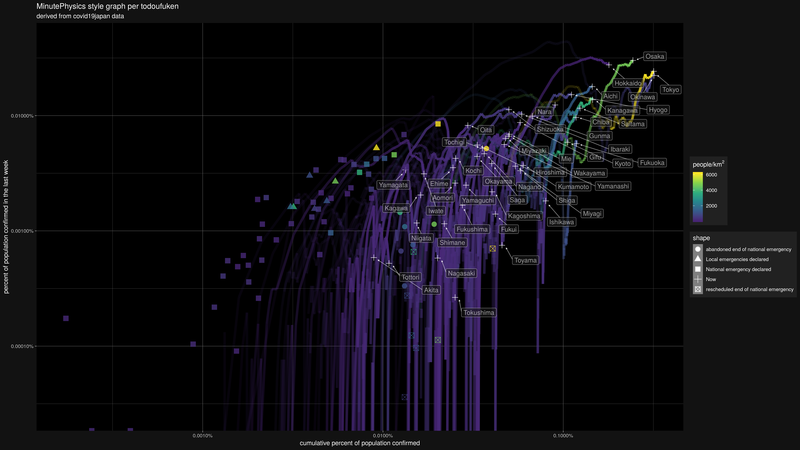 MinutePhysics style graph per todoufuken
derived from covid19japan data
percent of population confirmed in the last week
0.01000%
0.00100%
0.00010%
Osaka
Hokkaido
Tokyo
Aichi
Okinawa
Nara
Kanagawa
Hyogo
Chiba
Saitama
Oita
Shizuoka
Gunma
Tochigi
Miyazaki
Ibaraki
Mie
Gifu
Kyoto
Fukuoka
Kochi
Hiroshima
Wakayama
Yamagata
Ehime
Okayama
Nagano
Kumamoto
Yamanashi
Aomori
Yamaguchi
Saga
Shiga
Kagawa
Iwate
Kagoshima
Miyagi
Ishikawa
Fukushima
Fukui
Niigata
Shimane
Toyama
Tottori
Nagasaki
Akita
Tokushima
0.0010%
0.0100%
0.1000%
cumulative percent of population confirmed
people/km²
6000
4000
2000
shape
abandoned end of national emergency
Local emergencies declared
National emergency declared
Now
rescheduled end of national emergency